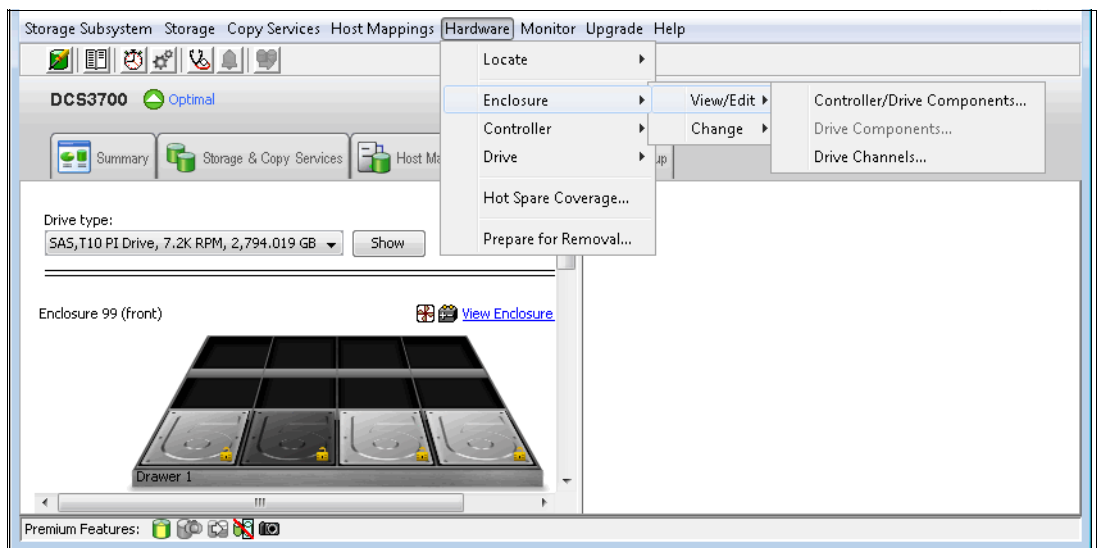 Storage Subsystem Storage Copy Services Host Mappings Hardware Monitor Upgrade Help
Locate
DCS3700 Optimal
Enclosure
View/Edit
Controller/Drive Components...
Controller
Change
Drive Components...
Summary
Storage & Copy Services
Host Ma
Drive
up
Drive Channels...
Hot Spare Coverage...
Drive type:
SAS,T10 PI Drive, 7.2K RPM, 2,794.019 GB
Show
Prepare for Removal...
Enclosure 99 (front)
View Enclosure
Drawer 1
Premium Features: